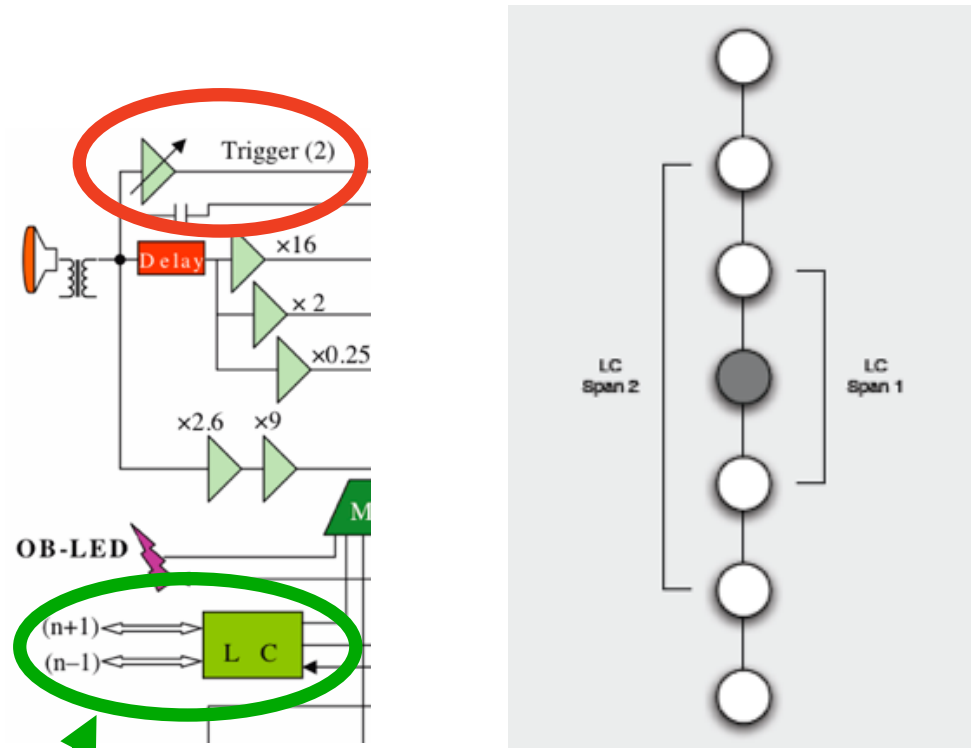 Trigger (2)
Delay
×16
× 2
×0.25
×2.6
×9
M
OB-LED
(n+1)
(n–1)
L C
LC
Span 2
LC
Span 1